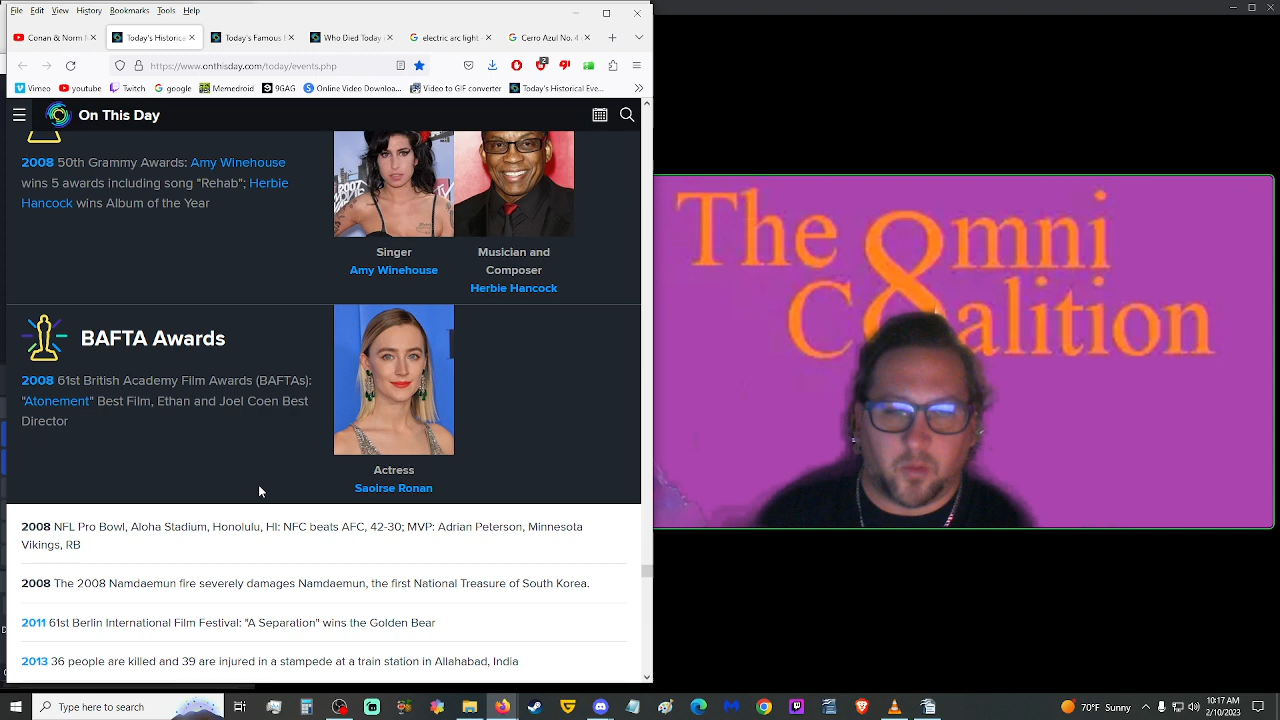 File Edit View History Bookmarks Tools Help
Conan & Norm
Today's Historica
Today's Famous
Who Died Today
electric arc light -
Cerro Azul No. 4
https://www.onthisday.com/today/events.php
2
Vimeo youtube Twitch google Memedroid 9GAG Online Video Downloa... Video to GIF converter Today's Historical Eve...
On This Day
2008 50th Grammy Awards: Amy Winehouse
wins 5 awards including song "Rehab"; Herbie
Hancock wins Album of the Year
Singer
Amy Winehouse
Musician and
Composer
Herbie Hancock
BAFTA Awards
2008 61st British Academy Film Awards (BAFTAs):
"Atonement" Best Film, Ethan and Joel Coen Best
Director
Actress
Saoirse Ronan
2008 NFL Pro Bowl, Aloha Stadium, Honolulu, HI: NFC beats AFC, 42-30; MVP: Adrian Peterson, Minnesota
Vikings, RB
2008 The 2008 Namdaemun fire severely damages Namdaemun, the first National Treasure of South Korea.
2011 61st Berlin International Film Festival: "A Separation" wins the Golden Bear
2013 36 people are killed and 39 are injured in a stampede at a train station in Allahabad, India
The Omni
Coalition
Type here to search
70°F Sunny
10:17 AM
2/10/2023